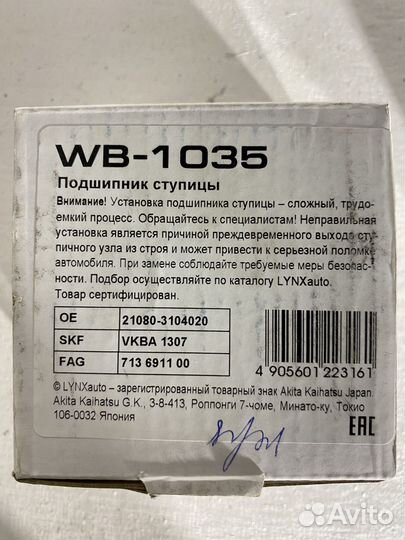 WB-1035
Подшипник ступицы
Внимание! Установка подшипника ступицы – сложный, трудо-
емкий процесс. Обращайтесь к специалистам! Неправильная
установка является причиной преждевременного выхода сту-
пичного узла из строя и может привести к серьезной поломке
автомобиля. При замене соблюдайте требуемые меры безопас-
ности. Подбор осуществляйте по каталогу LYNXauto.
Товар сертифицирован.
OE 21080-3104020
SKF VKBA 1307
FAG 713 6911 00
4 905601 223161
© LYNXauto – зарегистрированный товарный знак Akita Kaihatsu Japan.
Akita Kaihatsu G.K., 3-8-413, Роппонги 7-чоме, Минато-ку, Токио
106-0032 Япония
EAC
Avito